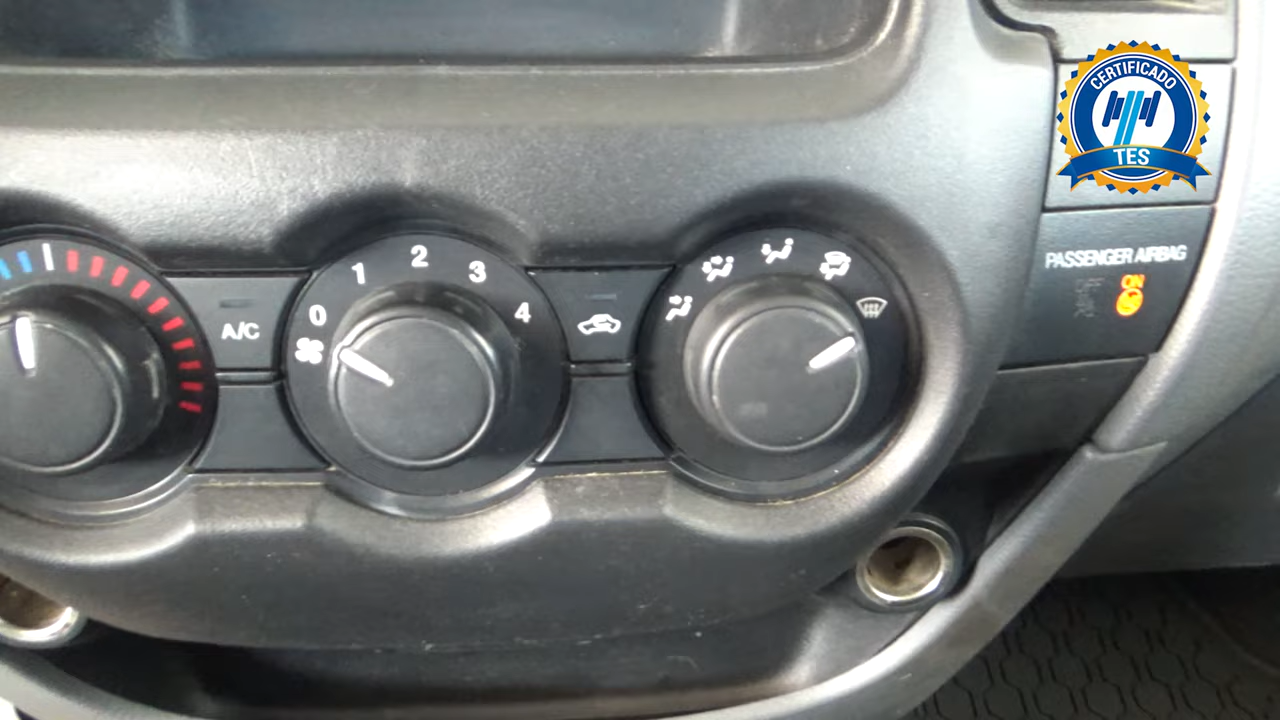 CERTIFICADO
TES
PASSENGER AIRBAG
ON
0 1 2 3 4
A/C